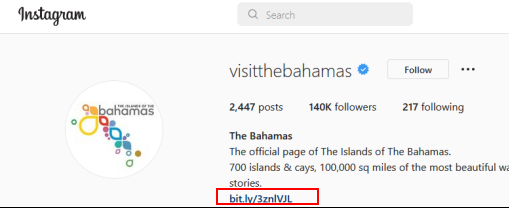 Instagram
Search
visitthebahamas
Follow
2,447 posts 140K followers 217 following
THE ISLANDS OF THE
bahamas
The Bahamas
The official page of The Islands of The Bahamas.
700 islands & cays, 100,000 sq miles of the most beautiful wa
stories.
bit.ly/3znlVJL